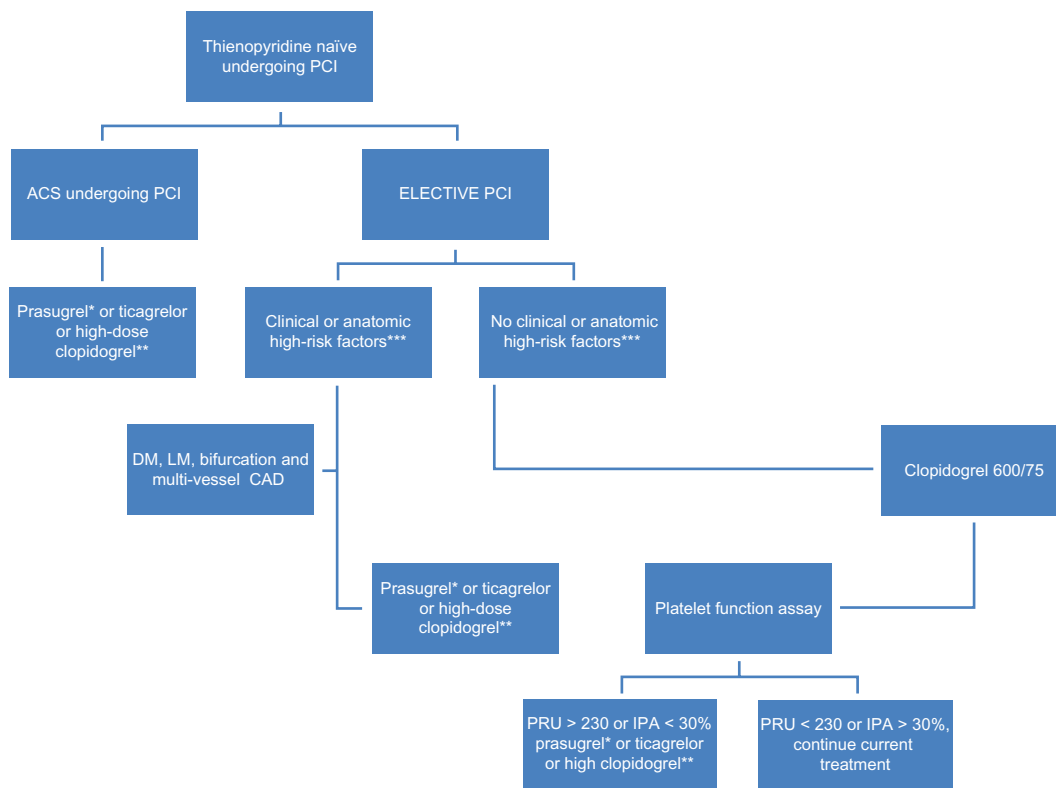 Thienopyridine naïve
undergoing PCI
ACS undergoing PCI
ELECTIVE PCI
Prasugrel* or ticagrelor
or high-dose
clopidogrel**
Clinical or anatomic
high-risk factors***
No clinical or anatomic
high-risk factors***
DM, LM, bifurcation and
multi-vessel CAD
Clopidogrel 600/75
Prasugrel* or ticagrelor
or high-dose
clopidogrel**
Platelet function assay
PRU > 230 or IPA < 30%
prasugrel* or ticagrelor
or high clopidogrel**
PRU < 230 or IPA > 30%,
continue current
treatment